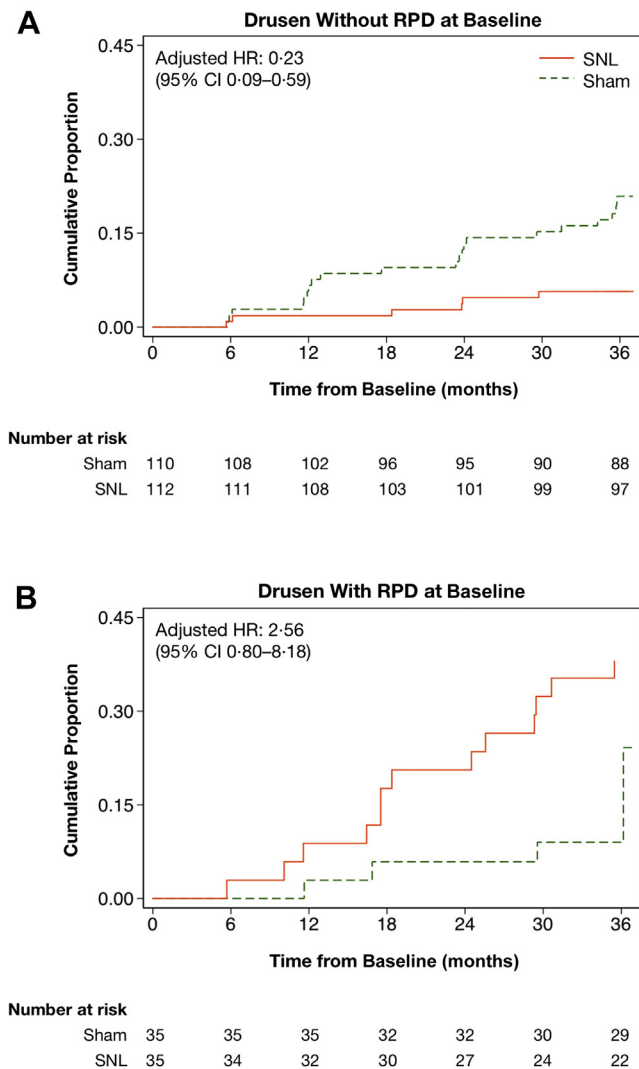 A
Drusen Without RPD at Baseline
Adjusted HR: 0·23
(95% CI 0·09–0·59)
SNL
Sham
Cumulative Proportion
0.45
0.30
0.15
0.00
0 6 12 18 24 30 36
Time from Baseline (months)
Number at risk
Sham 110 108 102 96 95 90 88
SNL 112 111 108 103 101 99 97
B
Drusen With RPD at Baseline
Adjusted HR: 2·56
(95% CI 0·80–8·18)
Cumulative Proportion
0.45
0.30
0.15
0.00
0 6 12 18 24 30 36
Time from Baseline (months)
Number at risk
Sham 35 35 35 32 32 30 29
SNL 35 34 32 30 27 24 22